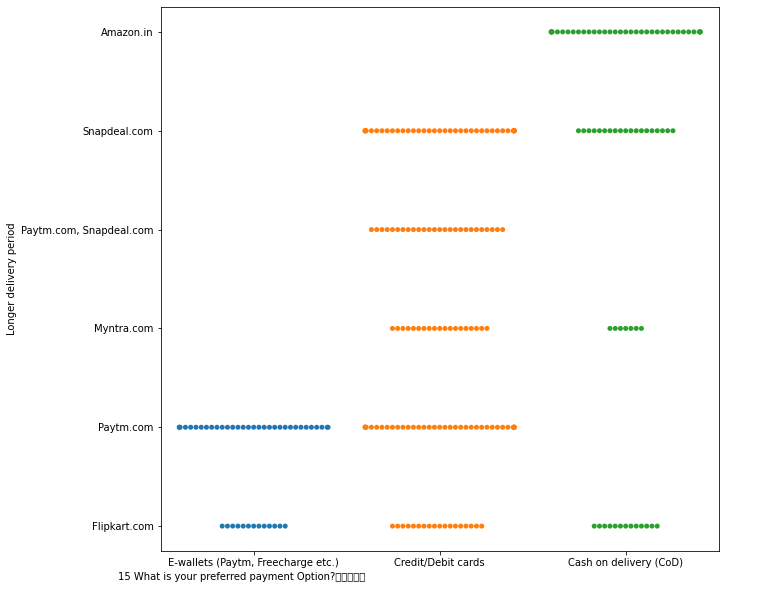 Amazon.in
Snapdeal.com
Paytm.com, Snapdeal.com
Myntra.com
Paytm.com
Flipkart.com
Longer delivery period
E-wallets (Paytm, Freecharge etc.)
Credit/Debit cards
Cash on delivery (CoD)
15 What is your preferred payment Option?